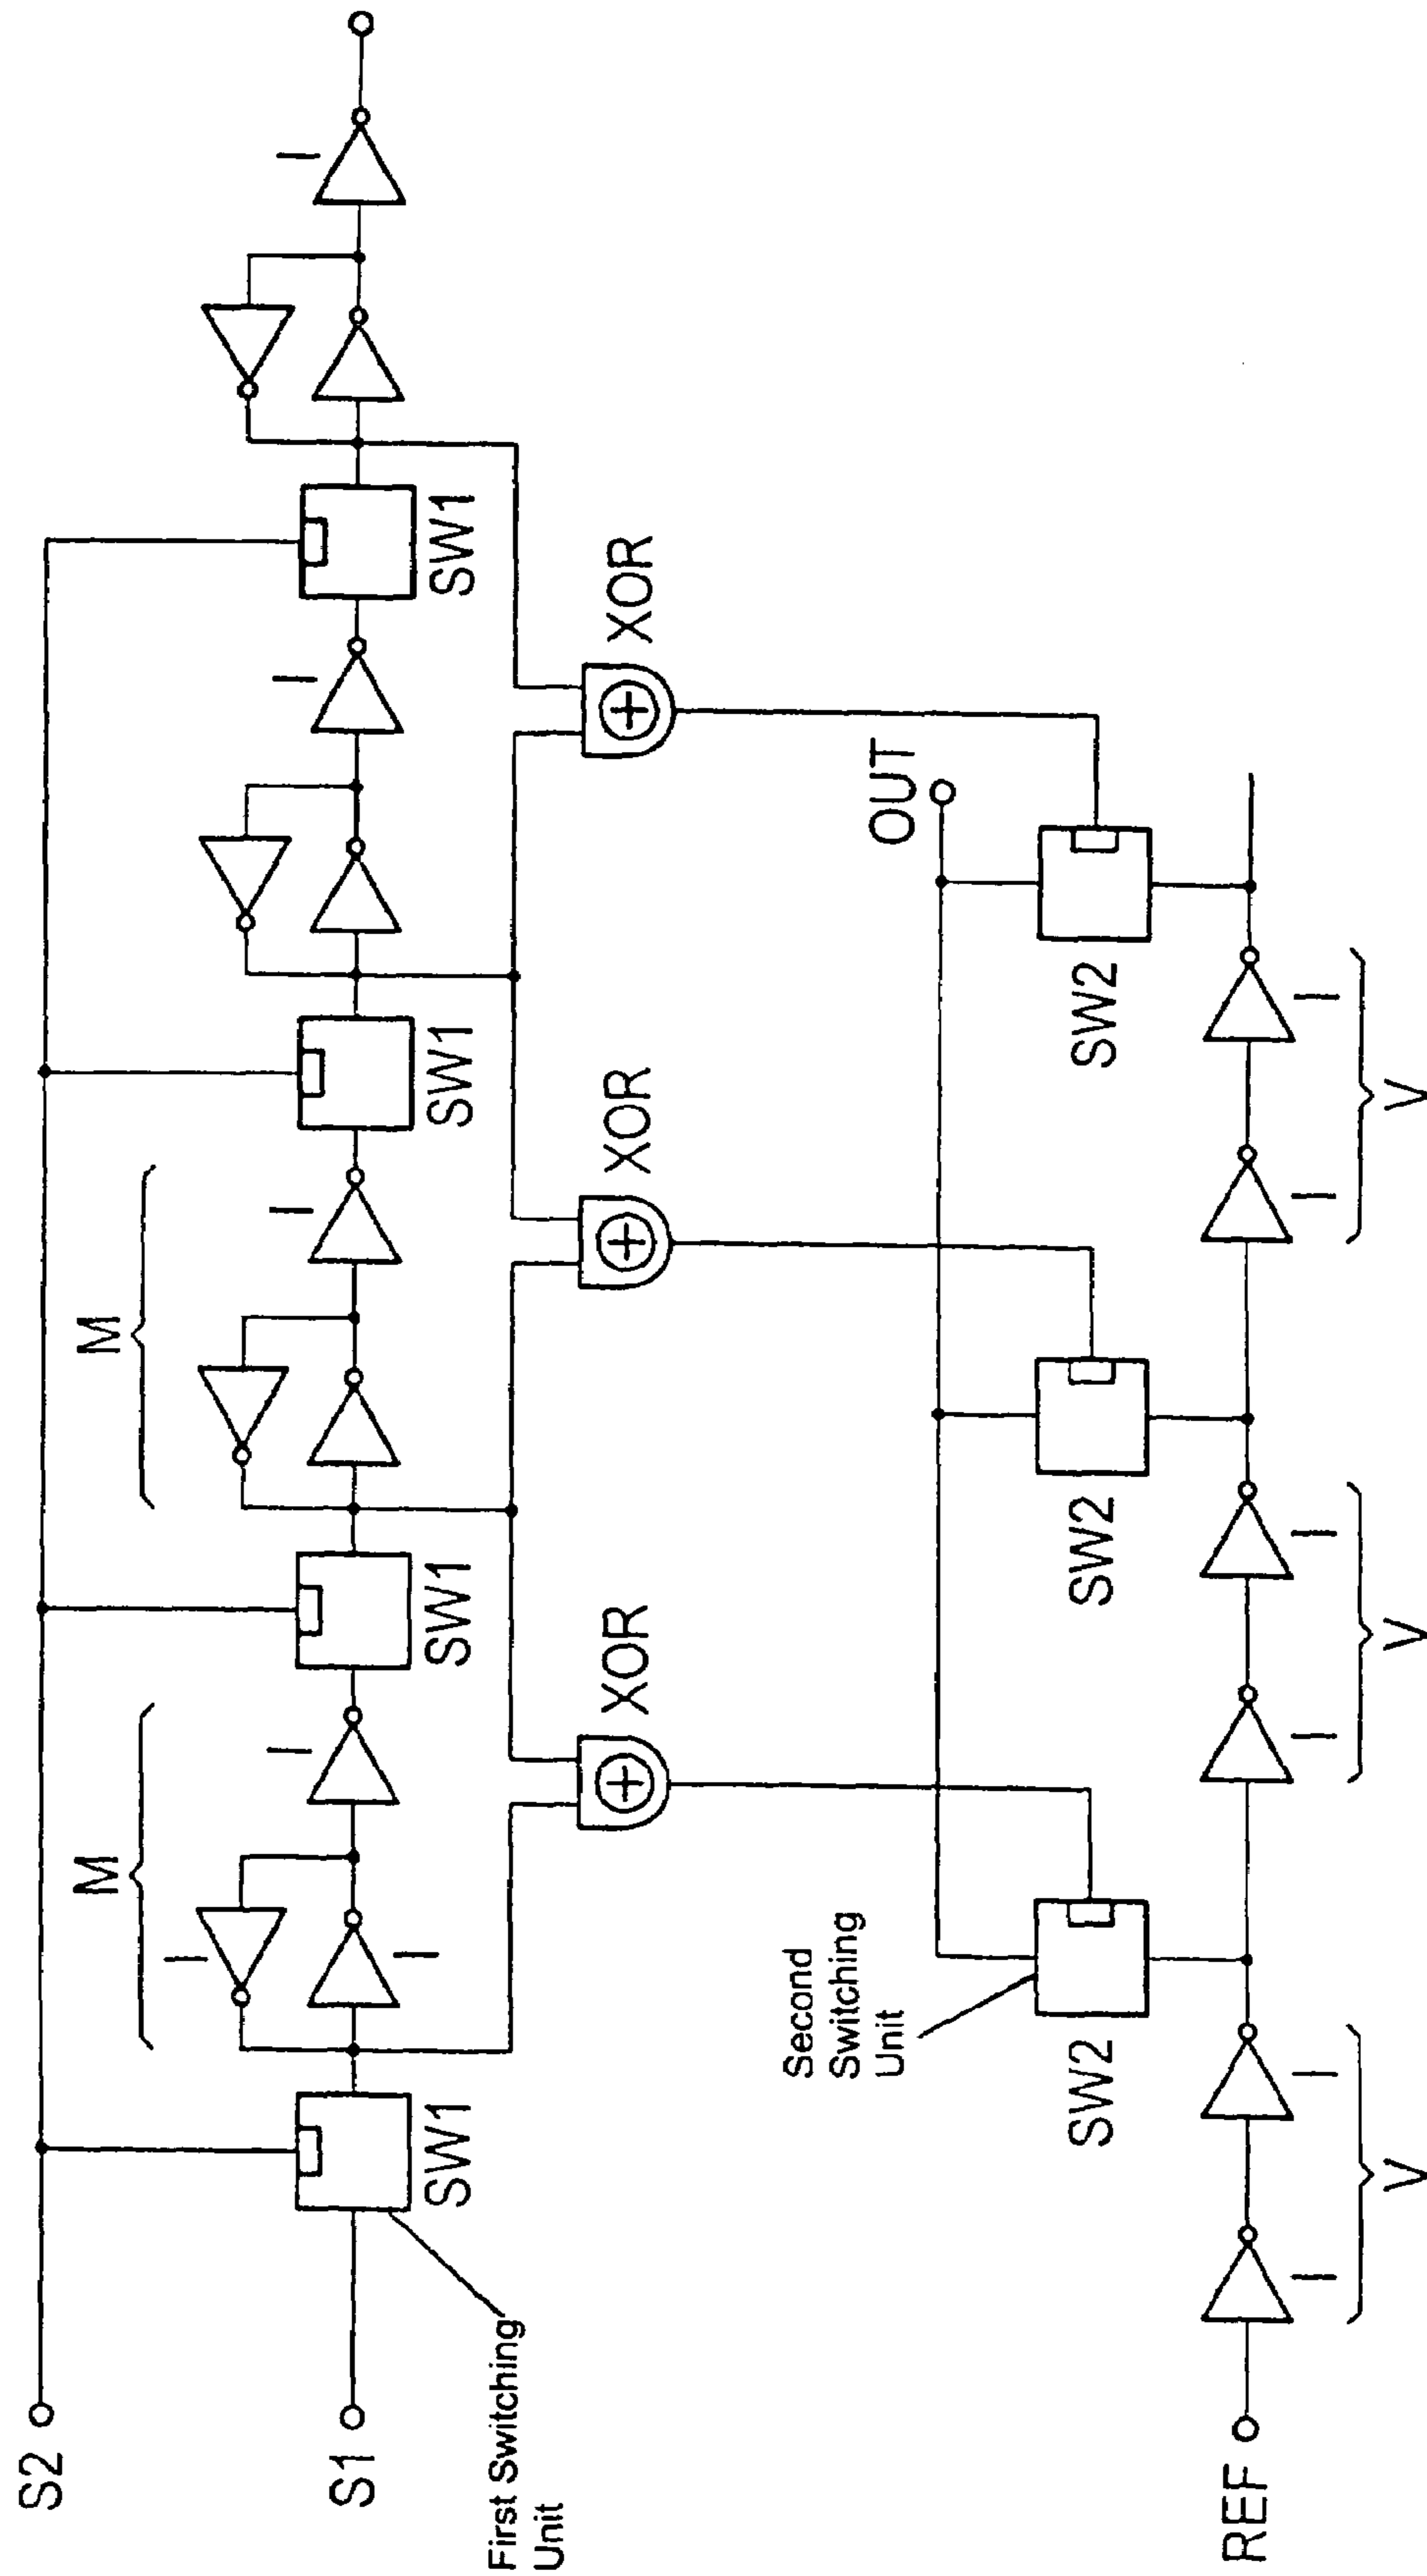 S2
M
M
I
I
I
I
I
S1
I
SW1
SW1
SW1
SW1
First Switching
Unit
XOR
XOR
XOR
Second
Switching
Unit
OUT
SW2
SW2
SW2
REF
I
I
I
I
I
I
V
V
V